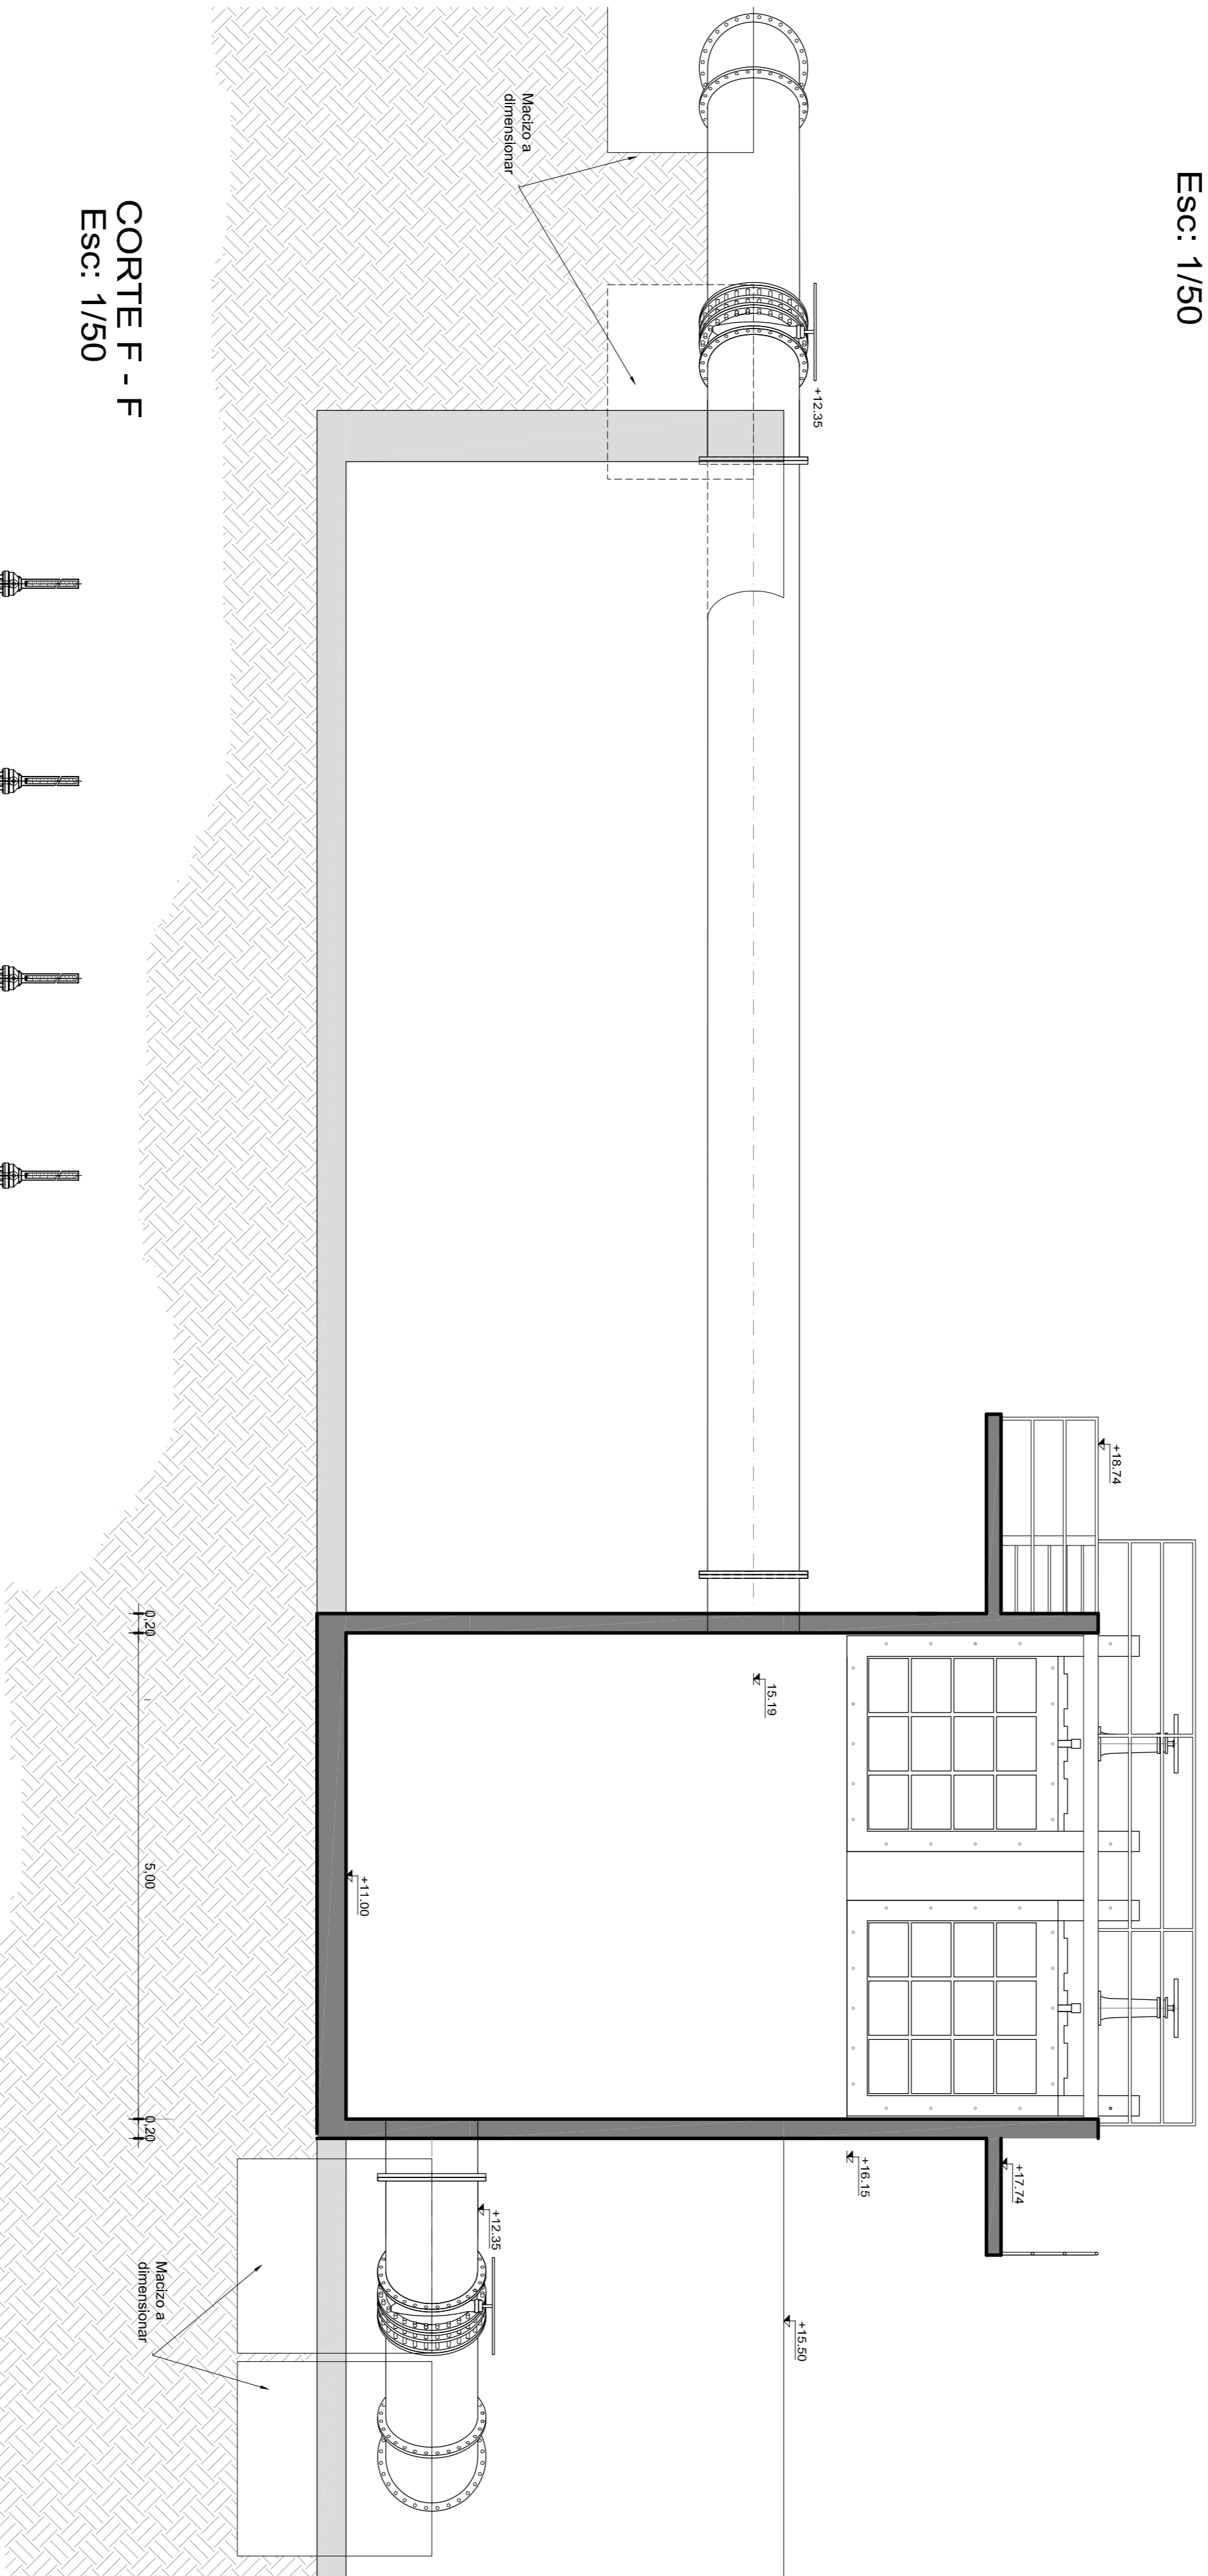 Esc: 1/50
+18.74
+12.35
15.19
+17.74
+16.15
+15.50
Macizo a
dimensionar
+11.00
+12.35
0,20
5,00
0,20
Macizo a
dimensionar
CORTE F - F
Esc: 1/50